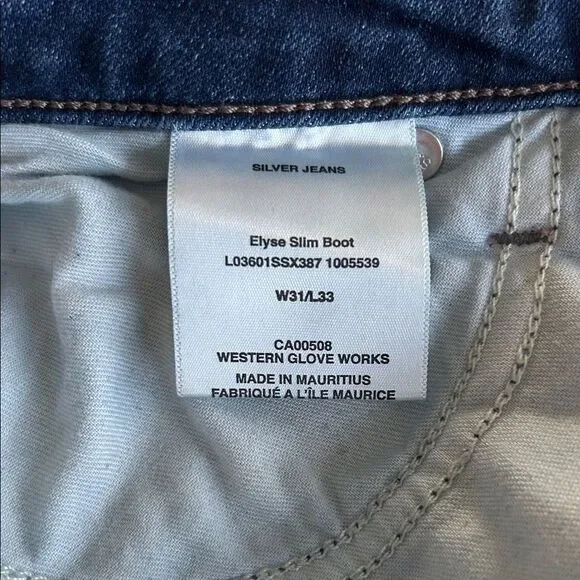 SILVER JEANS
Elyse Slim Boot
L03601SSX387 1005539
W31/L33
CA00508
WESTERN GLOVE WORKS
MADE IN MAURITIUS
FABRIQUÉ A L'ÎLE MAURICE